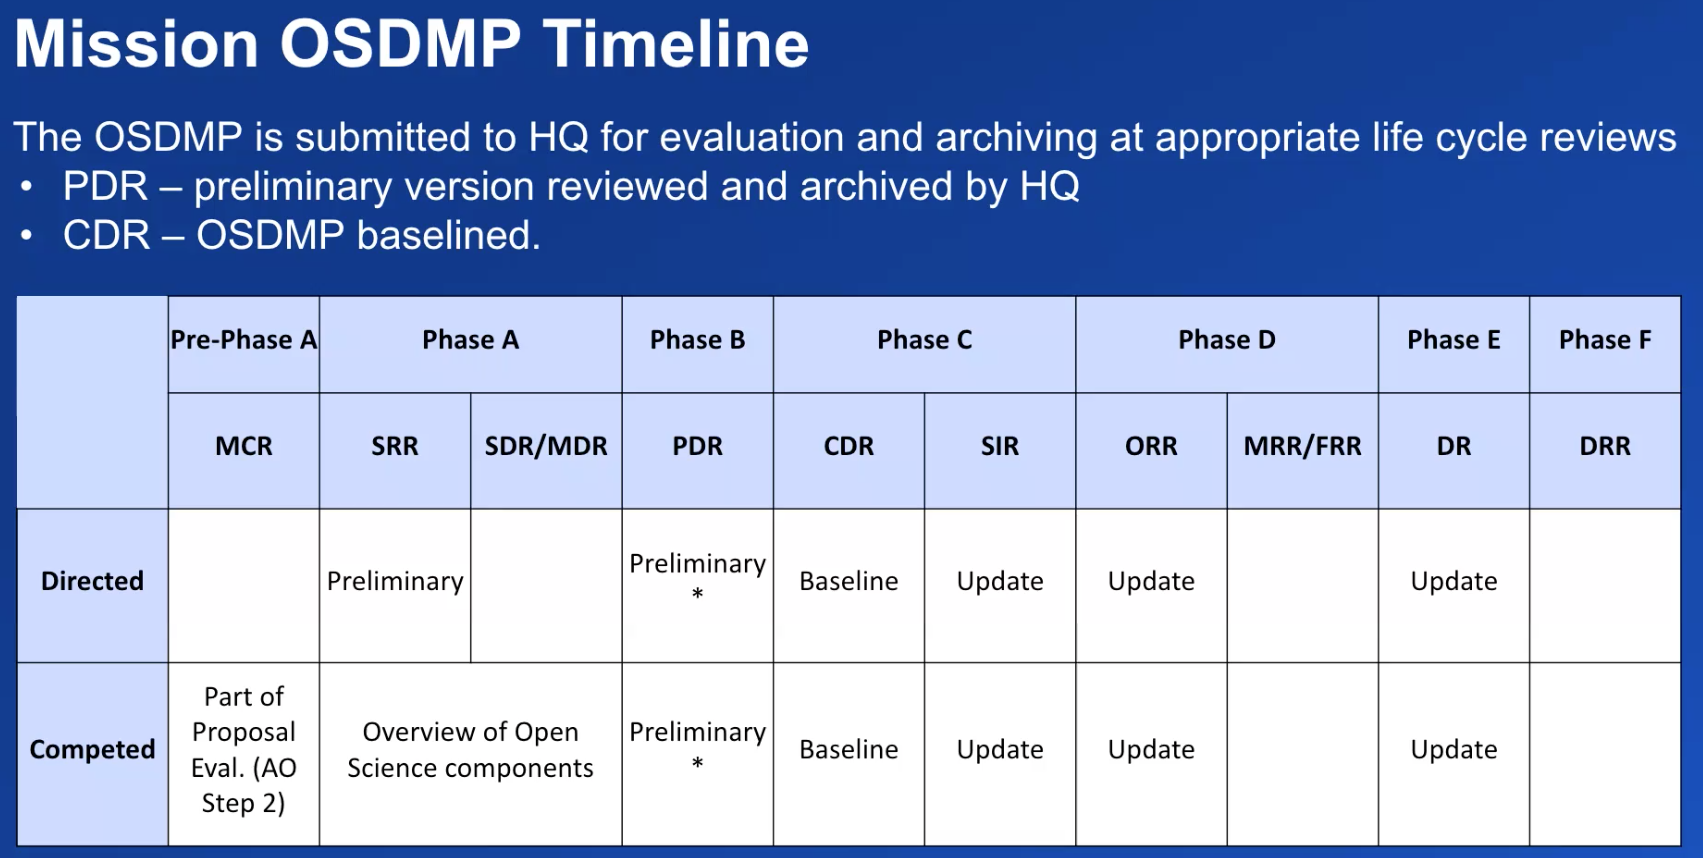 Mission OSDMP Timeline
The OSDMP is submitted to HQ for evaluation and archiving at appropriate life cycle reviews
• PDR – preliminary version reviewed and archived by HQ
• CDR – OSDMP baselined.
Pre-Phase A Phase A Phase B Phase C Phase D Phase E Phase F
MCR SRR SDR/MDR PDR CDR SIR ORR MRR/FRR DR DRR
Directed Preliminary Preliminary * Baseline Update Update Update
Competed Part of Proposal Eval. (AO Step 2) Overview of Open Science components Preliminary * Baseline Update Update Update